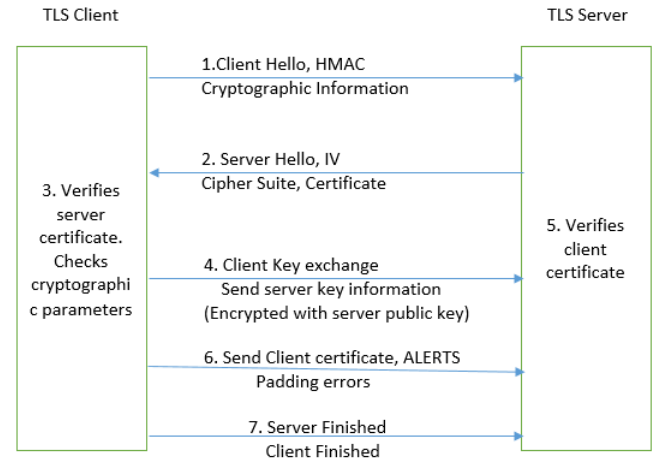 TLS Client
TLS Server
1.Client Hello, HMAC
Cryptographic Information
2. Server Hello, IV
Cipher Suite, Certificate
3. Verifies
server
certificate.
Checks
cryptographi
c parameters
4. Client Key exchange
Send server key information
(Encrypted with server public key)
5. Verifies
client
certificate
6. Send Client certificate, ALERTS
Padding errors
7. Server Finished
Client Finished